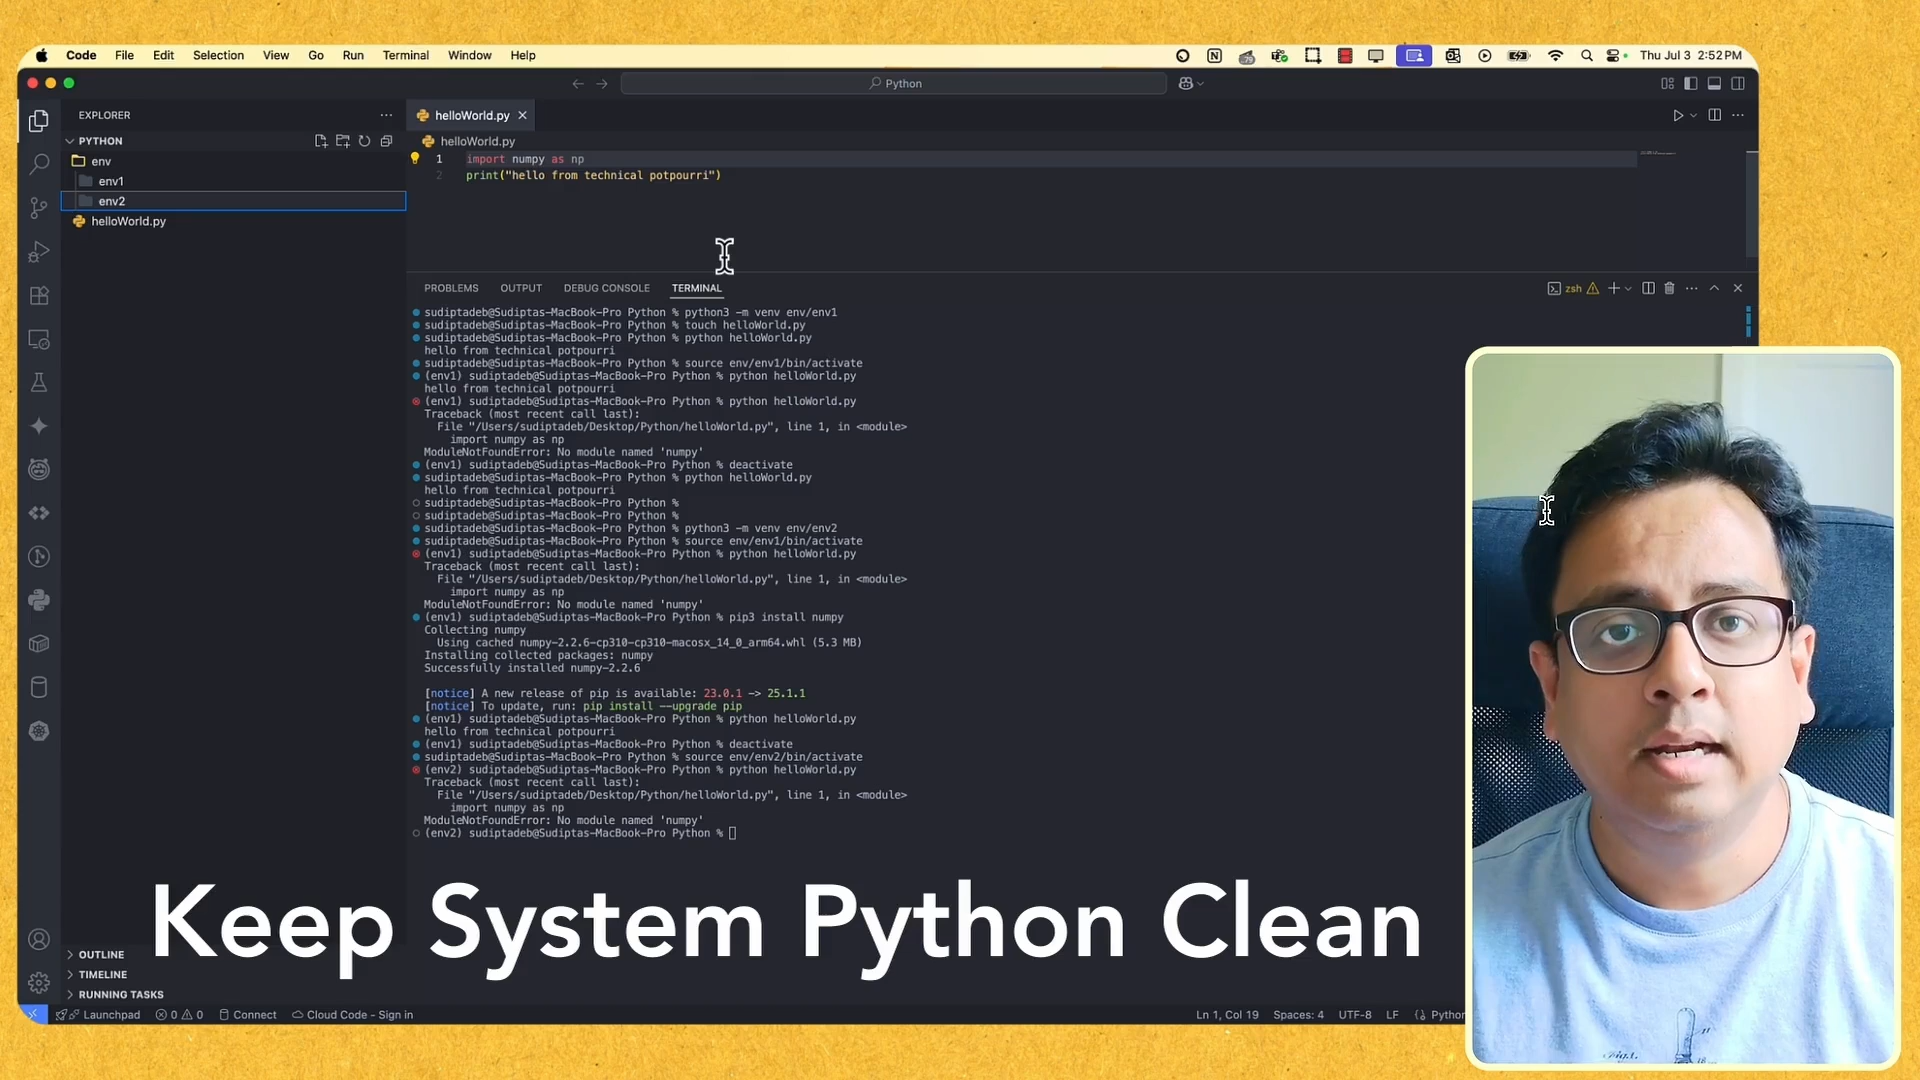 Code File Edit Selection View Go Run Terminal Window Help
Thu Jul 3 2:52 PM
Python
EXPLORER
PYTHON
env
env1
env2
helloWorld.py
OUTLINE
TIMELINE
RUNNING TASKS
helloWorld.py
helloWorld.py
1 import numpy as np
2 print("hello from technical potpourri")
PROBLEMS OUTPUT DEBUG CONSOLE TERMINAL
zsh
sudiptadeb@Sudiptas-MacBook-Pro Python % python3 -m venv env/env1
sudiptadeb@Sudiptas-MacBook-Pro Python % touch helloWorld.py
sudiptadeb@Sudiptas-MacBook-Pro Python % python helloWorld.py
hello from technical potpourri
sudiptadeb@Sudiptas-MacBook-Pro Python % source env/env1/bin/activate
(env1) sudiptadeb@Sudiptas-MacBook-Pro Python % python helloWorld.py
hello from technical potpourri
(env1) sudiptadeb@Sudiptas-MacBook-Pro Python % python helloWorld.py
Traceback (most recent call last):
File "/Users/sudiptadeb/Desktop/Python/helloWorld.py", line 1, in <module>
import numpy as np
ModuleNotFoundError: No module named 'numpy'
(env1) sudiptadeb@Sudiptas-MacBook-Pro Python % deactivate
sudiptadeb@Sudiptas-MacBook-Pro Python % python helloWorld.py
hello from technical potpourri
sudiptadeb@Sudiptas-MacBook-Pro Python %
sudiptadeb@Sudiptas-MacBook-Pro Python %
sudiptadeb@Sudiptas-MacBook-Pro Python % python3 -m venv env/env2
sudiptadeb@Sudiptas-MacBook-Pro Python % source env/env1/bin/activate
(env1) sudiptadeb@Sudiptas-MacBook-Pro Python % python helloWorld.py
Traceback (most recent call last):
File "/Users/sudiptadeb/Desktop/Python/helloWorld.py", line 1, in <module>
import numpy as np
ModuleNotFoundError: No module named 'numpy'
(env1) sudiptadeb@Sudiptas-MacBook-Pro Python % pip3 install numpy
Collecting numpy
Using cached numpy-2.2.6-cp310-cp310-macosx_14_0_arm64.whl (5.3 MB)
Installing collected packages: numpy
Successfully installed numpy-2.2.6
[notice] A new release of pip is available: 23.0.1 -> 25.1.1
[notice] To update, run: pip install --upgrade pip
(env1) sudiptadeb@Sudiptas-MacBook-Pro Python % python helloWorld.py
hello from technical potpourri
(env1) sudiptadeb@Sudiptas-MacBook-Pro Python % deactivate
sudiptadeb@Sudiptas-MacBook-Pro Python % source env/env2/bin/activate
(env2) sudiptadeb@Sudiptas-MacBook-Pro Python % python helloWorld.py
Traceback (most recent call last):
File "/Users/sudiptadeb/Desktop/Python/helloWorld.py", line 1, in <module>
import numpy as np
ModuleNotFoundError: No module named 'numpy'
(env2) sudiptadeb@Sudiptas-MacBook-Pro Python %
Keep System Python Clean
Launchpad 0 0 Connect Cloud Code - Sign in
Ln 1, Col 19 Spaces: 4 UTF-8 LF Python